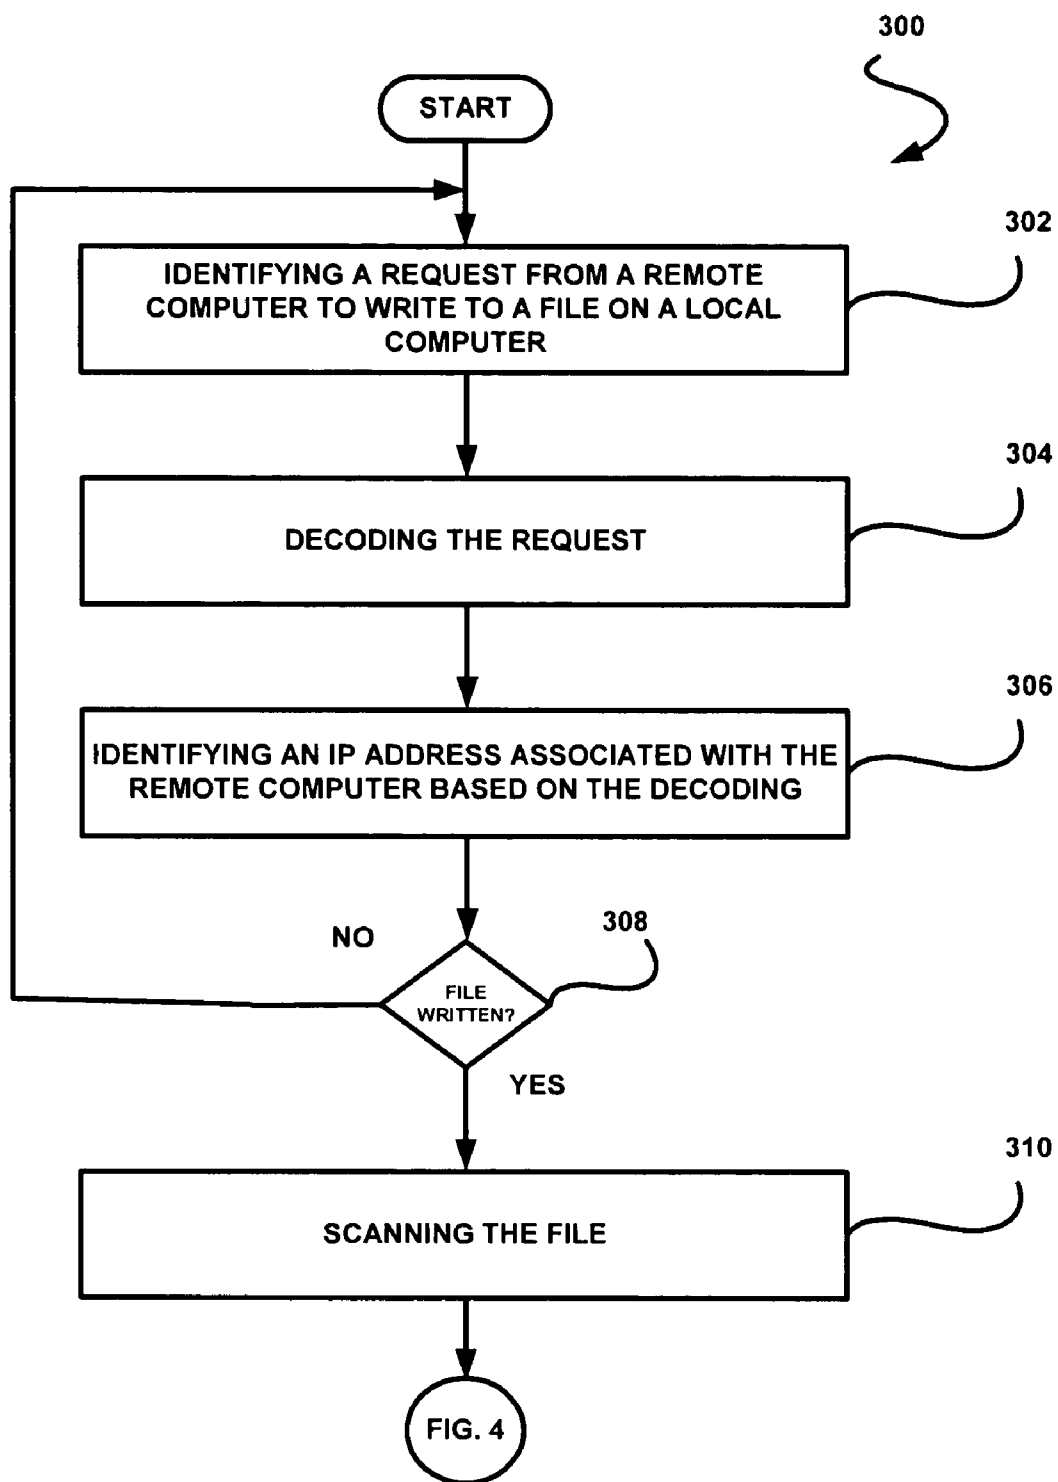 300
START
302
IDENTIFYING A REQUEST FROM A REMOTE
COMPUTER TO WRITE TO A FILE ON A LOCAL
COMPUTER
304
DECODING THE REQUEST
306
IDENTIFYING AN IP ADDRESS ASSOCIATED WITH THE
REMOTE COMPUTER BASED ON THE DECODING
308
NO
FILE
WRITTEN?
YES
310
SCANNING THE FILE
FIG. 4